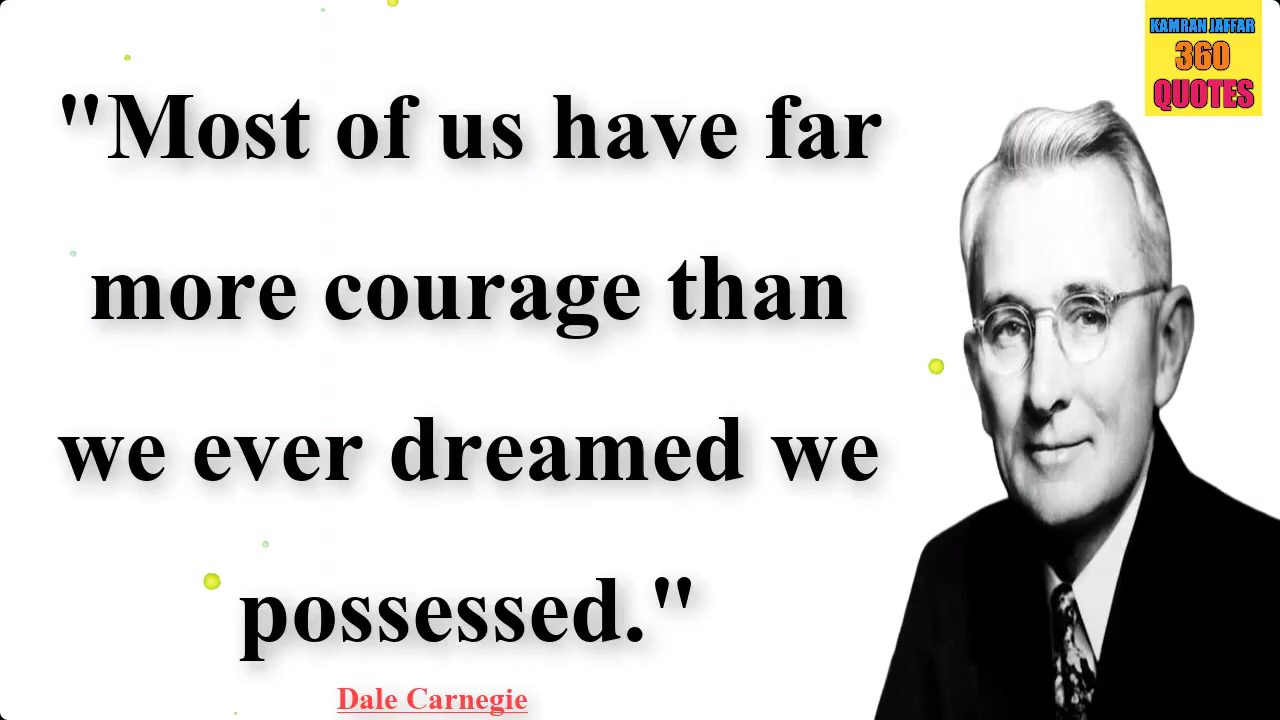 KAMRAN JAFFAR
360
QUOTES
"Most of us have far
more courage than
we ever dreamed we
possessed."
Dale Carnegie